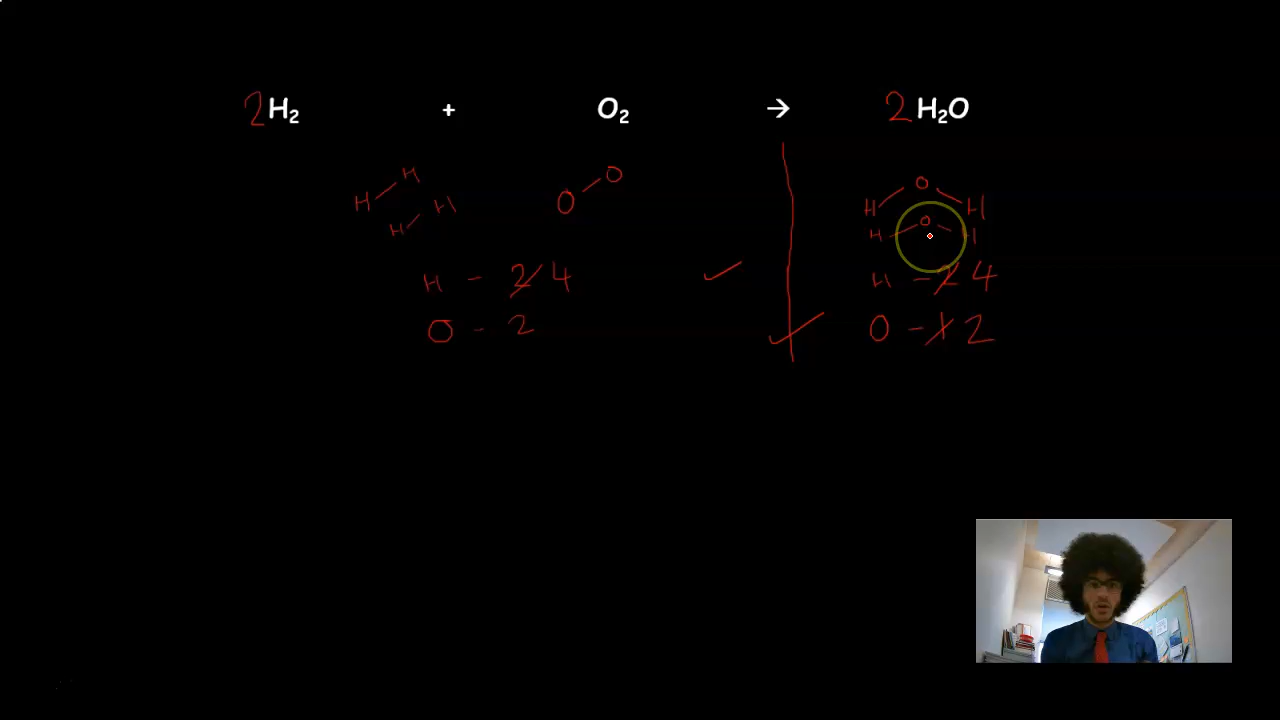 2H₂ + O₂ → 2H₂O
H H O O O
H H H H
H O H
H - 2 4 ✓ H - 2 4
O - 2 ✓ O - 1 2